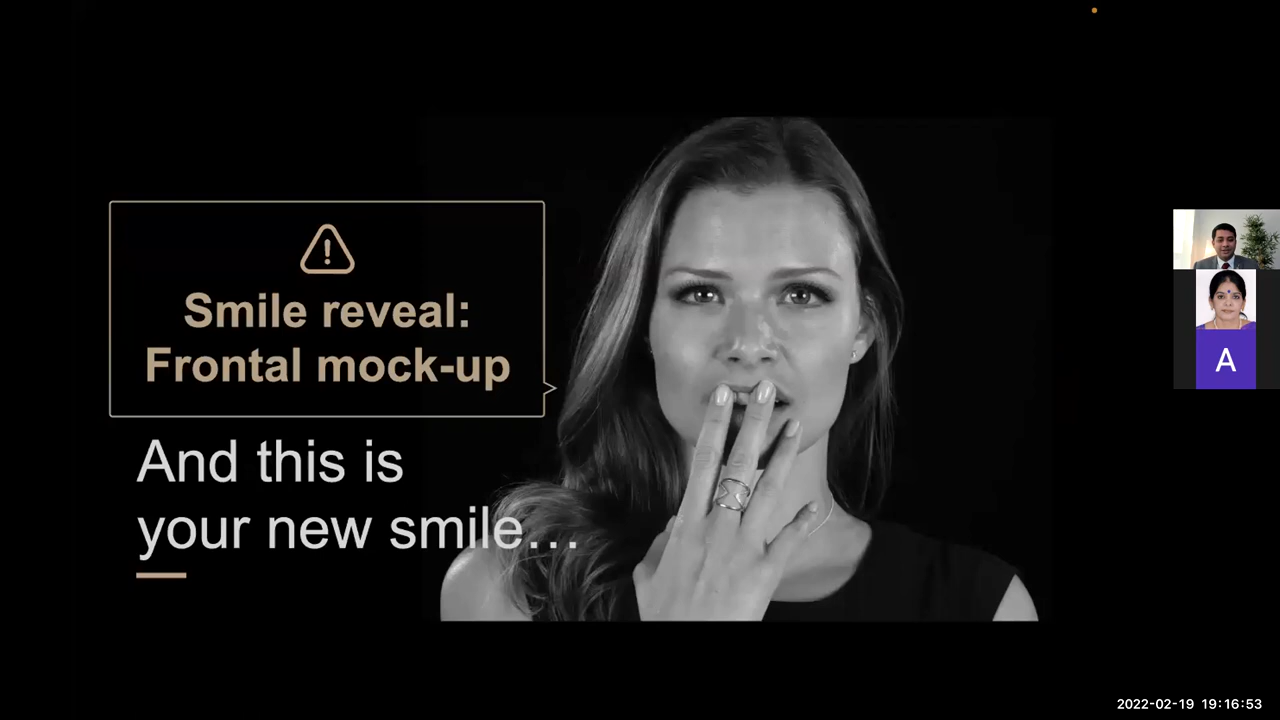 Smile reveal:
Frontal mock-up
And this is
your new smile…
A
2022-02-19 19:16:53